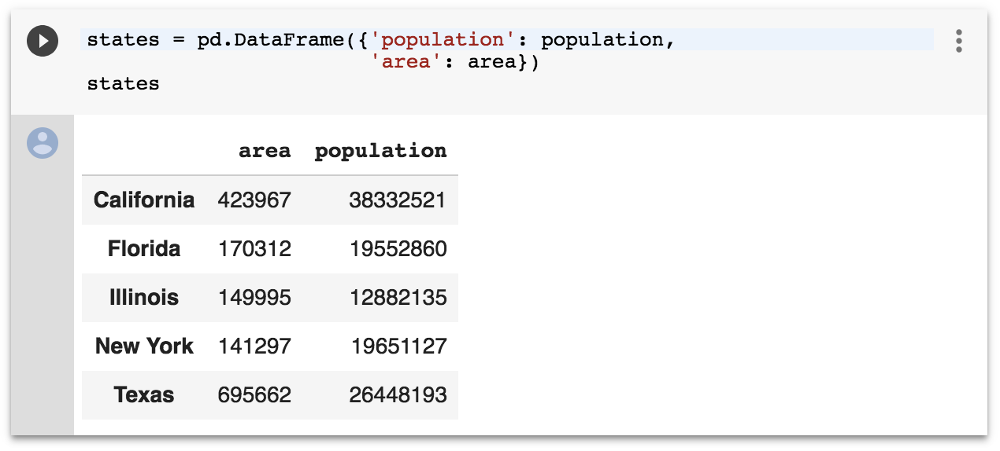 states = pd.DataFrame({'population': population,
                       'area': area})
states
area population
California 423967 38332521
Florida 170312 19552860
Illinois 149995 12882135
New York 141297 19651127
Texas 695662 26448193